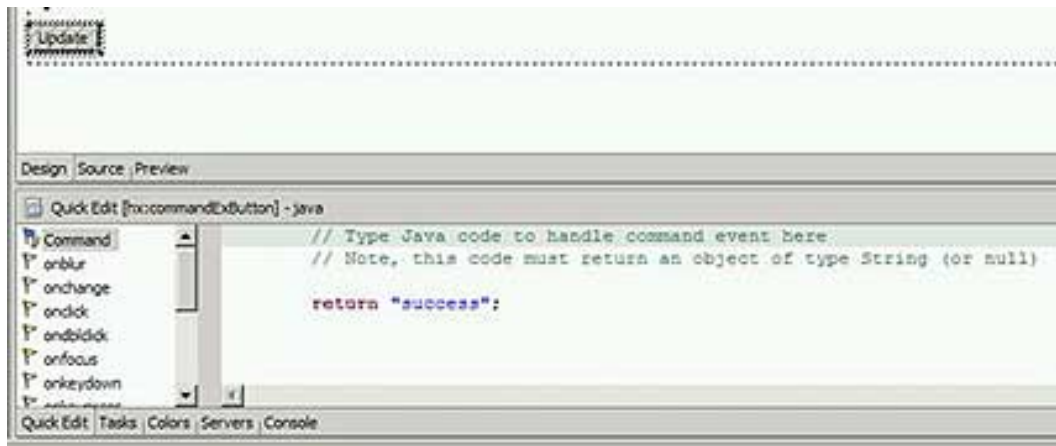 Update
Design Source Preview
Quick Edit [hx:commandExButton] - java
Command
onblur
onchange
onclick
ondblclick
onfocus
onkeydown
// Type Java code to handle command event here
// Note, this code must return an object of type String (or null)
return "success";
Quick Edit Tasks Colors Servers Console